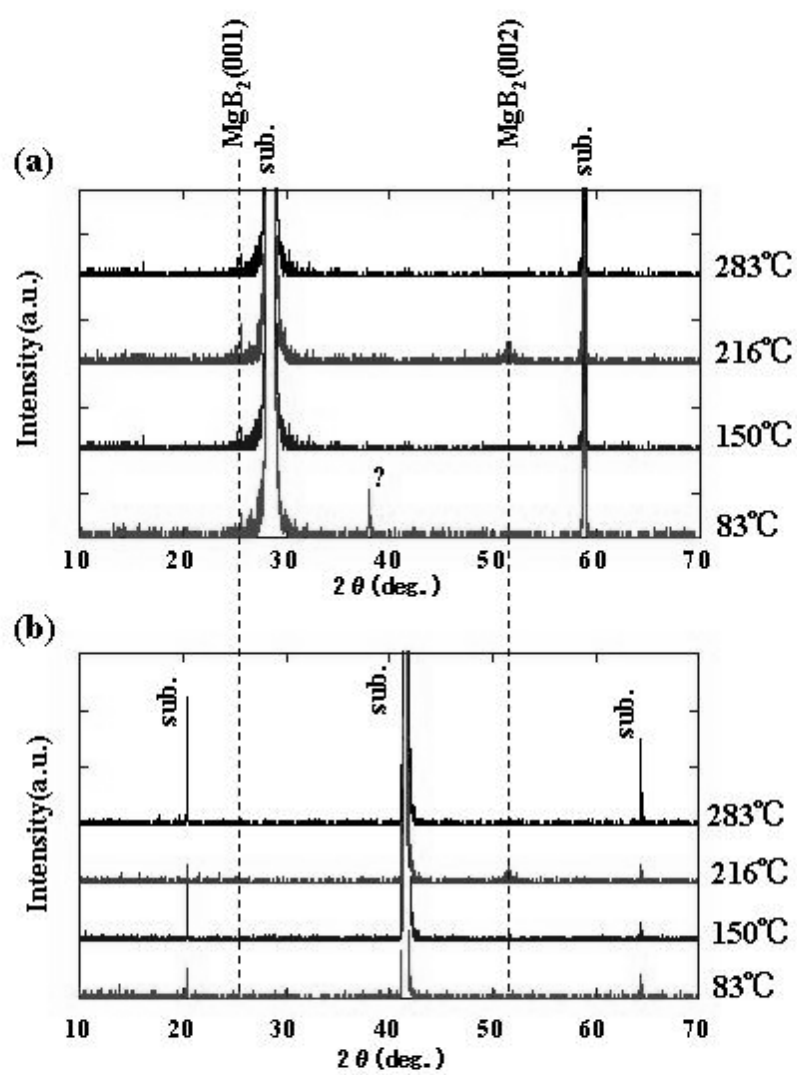 MgB₂(001)
sub.
MgB₂(002)
sub.
(a)
Intensity(a.u.)
283℃
216℃
150℃
?
83℃
10 20 30 40 50 60 70
2θ(deg.)
(b)
Intensity(a.u.)
sub.
sub.
sub.
283℃
216℃
150℃
83℃
10 20 30 40 50 60 70
2θ(deg.)